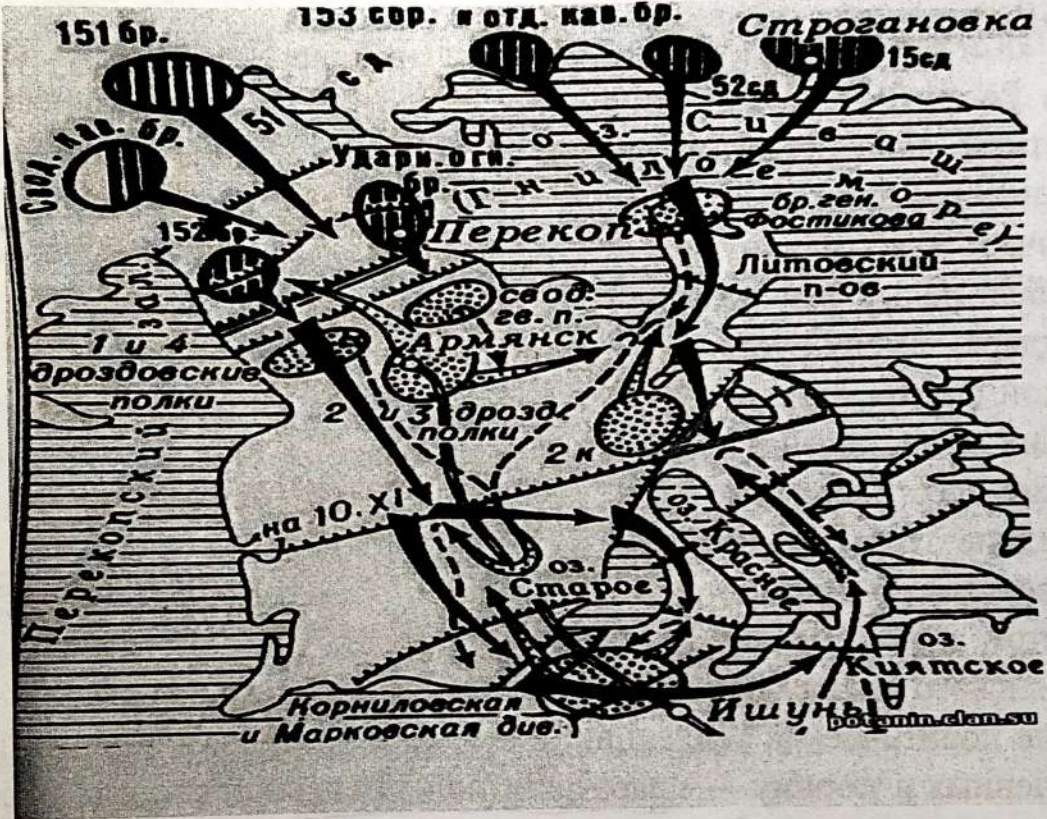 151 бр.
153 сбр. и отд. кав. бр.
Строгановка
15сд
52сд
51 сд
Свод. кав. бр.
Ударн. огн.
бр.
оз. Сиваш
(Гнилое море)
Перекоп
бр. ген.
Фостикова
152 бр.
Литовский
п-ов
свод.
гв. п.
Армянск
1 и 4
дроздовские
полки
2 и 3 дрозд.
полки
2 к
Перекопский зал.
на 10. XI
оз. Красное
оз.
Старое
оз.
Киятское
Корниловская
и Марковская див.
Ишунь
potanin.clan.su